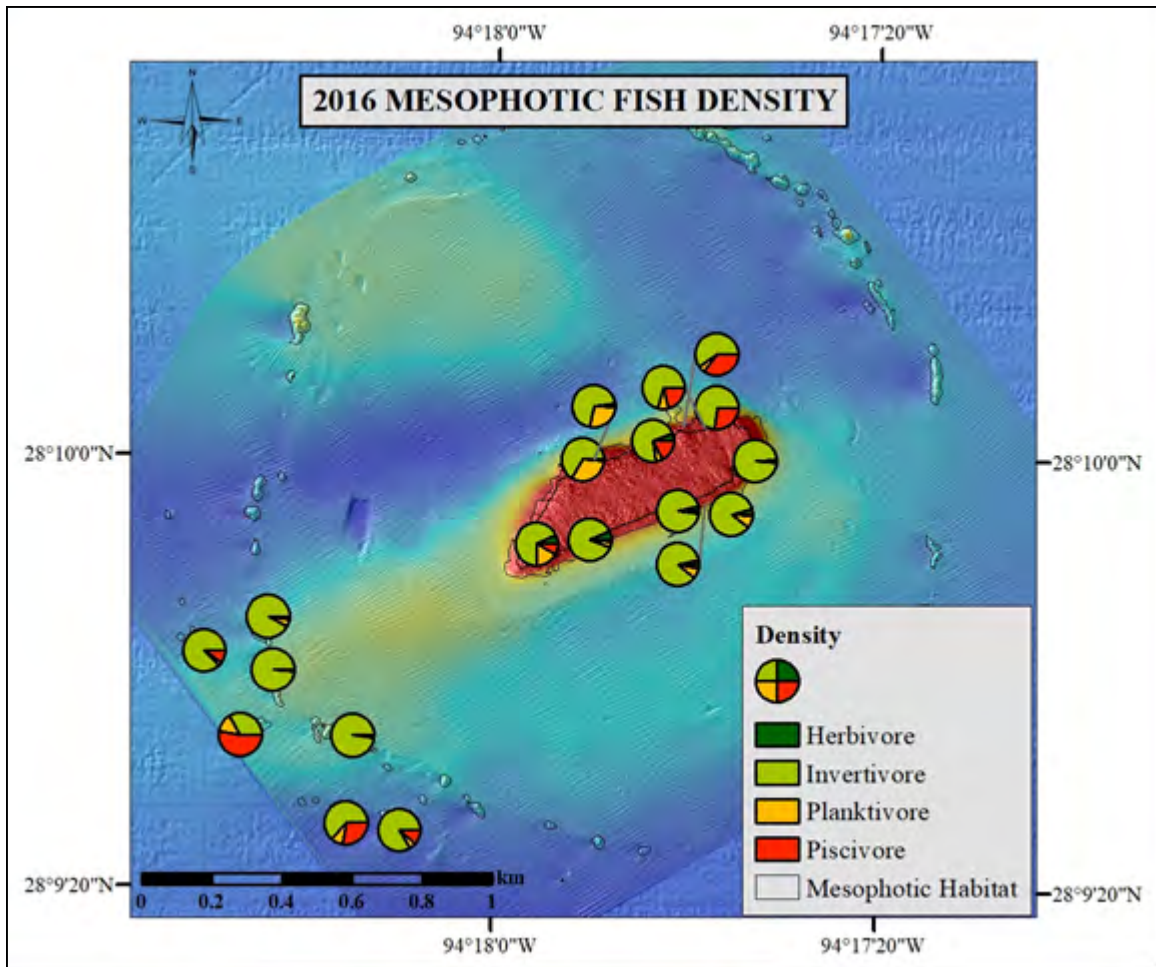 94°18'0"W 94°17'20"W
2016 MESOPHOTIC FISH DENSITY
N
W E
S
28°10'0"N 28°10'0"N
Density
Herbivore
Invertivore
Planktivore
Piscivore
Mesophotic Habitat
28°9'20"N 28°9'20"N
km
0 0.2 0.4 0.6 0.8 1
94°18'0"W 94°17'20"W